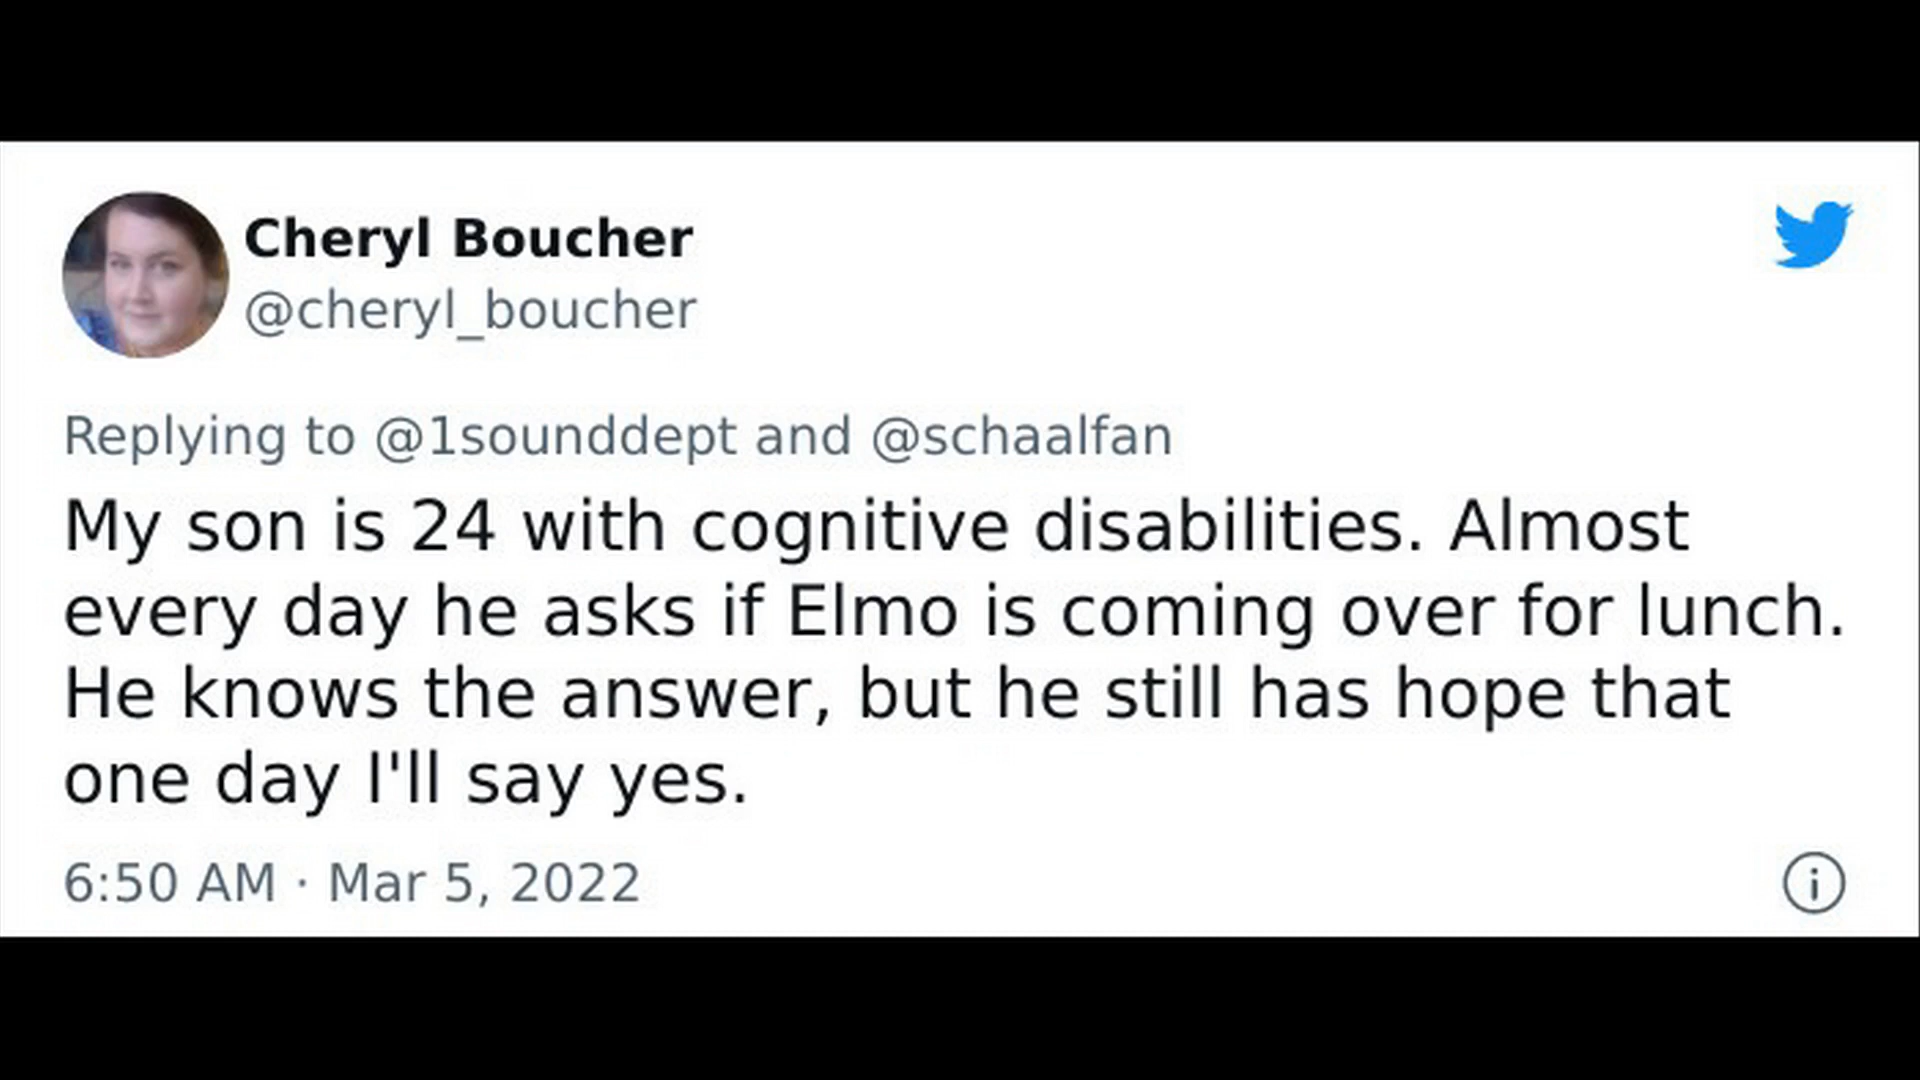 Cheryl Boucher
@cheryl_boucher
Replying to @1sounddept and @schaalfan
My son is 24 with cognitive disabilities. Almost
every day he asks if Elmo is coming over for lunch.
He knows the answer, but he still has hope that
one day I'll say yes.
6:50 AM · Mar 5, 2022